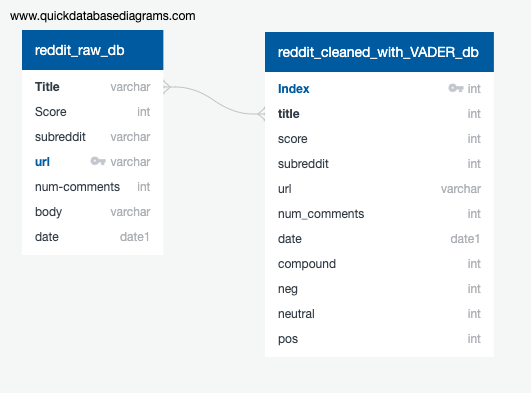 www.quickdatabasediagrams.com
reddit_raw_db
Title varchar
Score int
subreddit varchar
url varchar
num-comments int
body varchar
date date1
reddit_cleaned_with_VADER_db
Index int
title int
score int
subreddit int
url varchar
num_comments int
date date1
compound int
neg int
neutral int
pos int